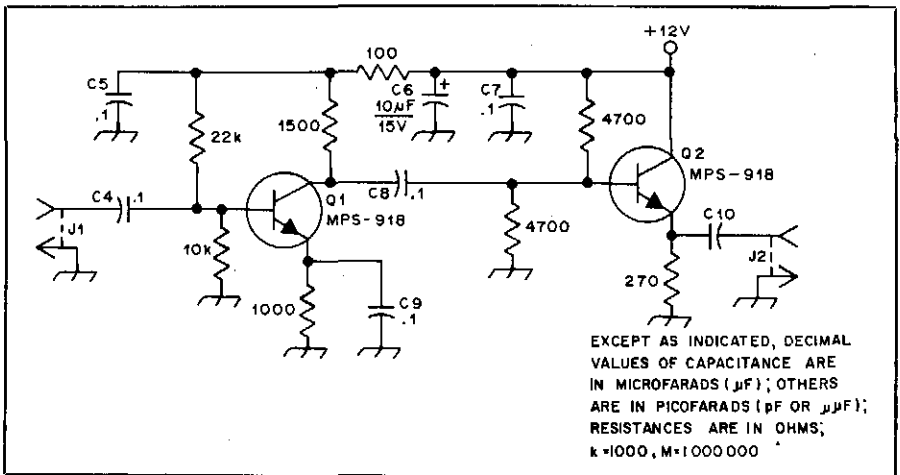 +12V
100
C5
.1
22k
1500
C6
+
10µF
15V
C7
.1
4700
Q2
MPS-918
C4
.1
Q1
MPS-918
C8
.1
J1
10k
4700
C10
J2
1000
C9
.1
270
EXCEPT AS INDICATED, DECIMAL
VALUES OF CAPACITANCE ARE
IN MICROFARADS (µF); OTHERS
ARE IN PICOFARADS (pF OR µµF);
RESISTANCES ARE IN OHMS;
k=1000, M=1000000